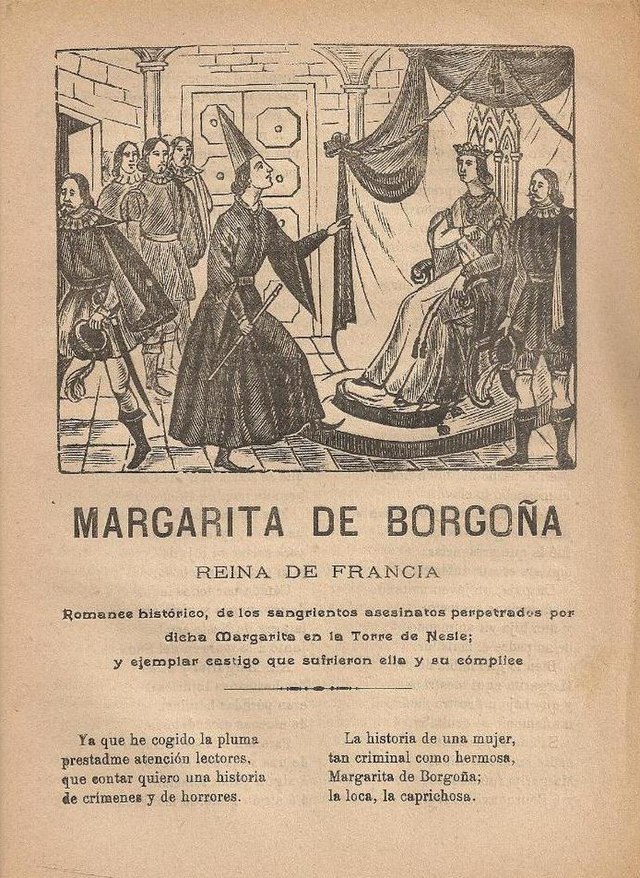 MARGARITA DE BORGOÑA
REINA DE FRANCIA
Romance histórico, de los sangrientos asesinatos perpetrados por
dicha Margarita en la Torre de Nesle;
y ejemplar castigo que sufrieron ella y su cómplice
Ya que he cogido la pluma
prestadme atención lectores,
que contar quiero una historia
de crímenes y de horrores.
La historia de una mujer,
tan criminal como hermosa,
Margarita de Borgoña;
la loca, la caprichosa.